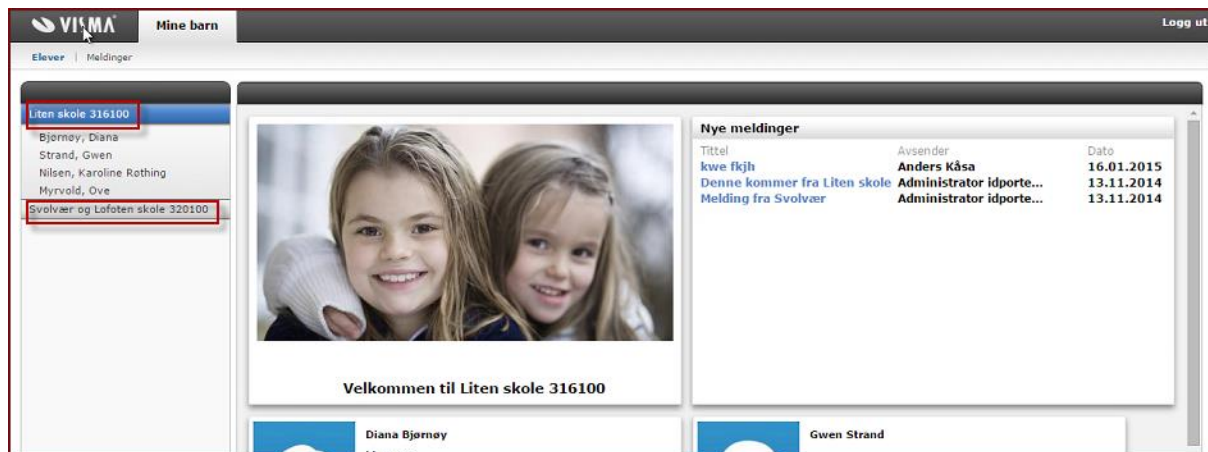 VISMA
Mine barn
Logg ut
Elever | Meldinger
Liten skole 316100
Bjørnøy, Diana
Strand, Gwen
Nilsen, Karoline Rothing
Myrvold, Ove
Svolvær og Lofoten skole 320100
Velkommen til Liten skole 316100
Nye meldinger
Tittel Avsender Dato
kwe fkjh Anders Kåsa 16.01.2015
Denne kommer fra Liten skole Administrator idporte... 13.11.2014
Melding fra Svolvær Administrator idporte... 13.11.2014
Diana Bjørnøy
Gwen Strand